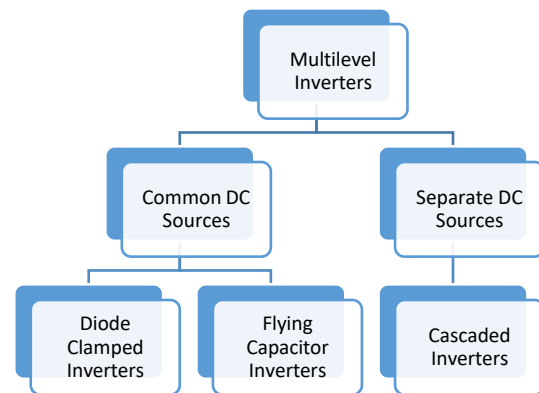 Multilevel
Inverters
Common DC
Sources
Separate DC
Sources
Diode
Clamped
Inverters
Flying
Capacitor
Inverters
Cascaded
Inverters